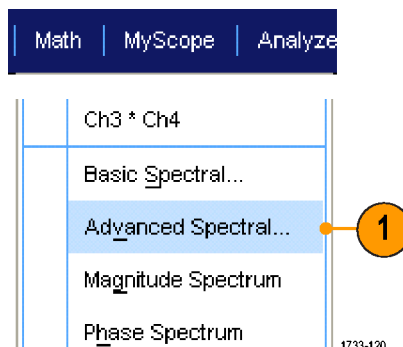 Math | MyScope | Analyze
Ch3 * Ch4
Basic Spectral...
Advanced Spectral... 1
Magnitude Spectrum
Phase Spectrum
1733-120